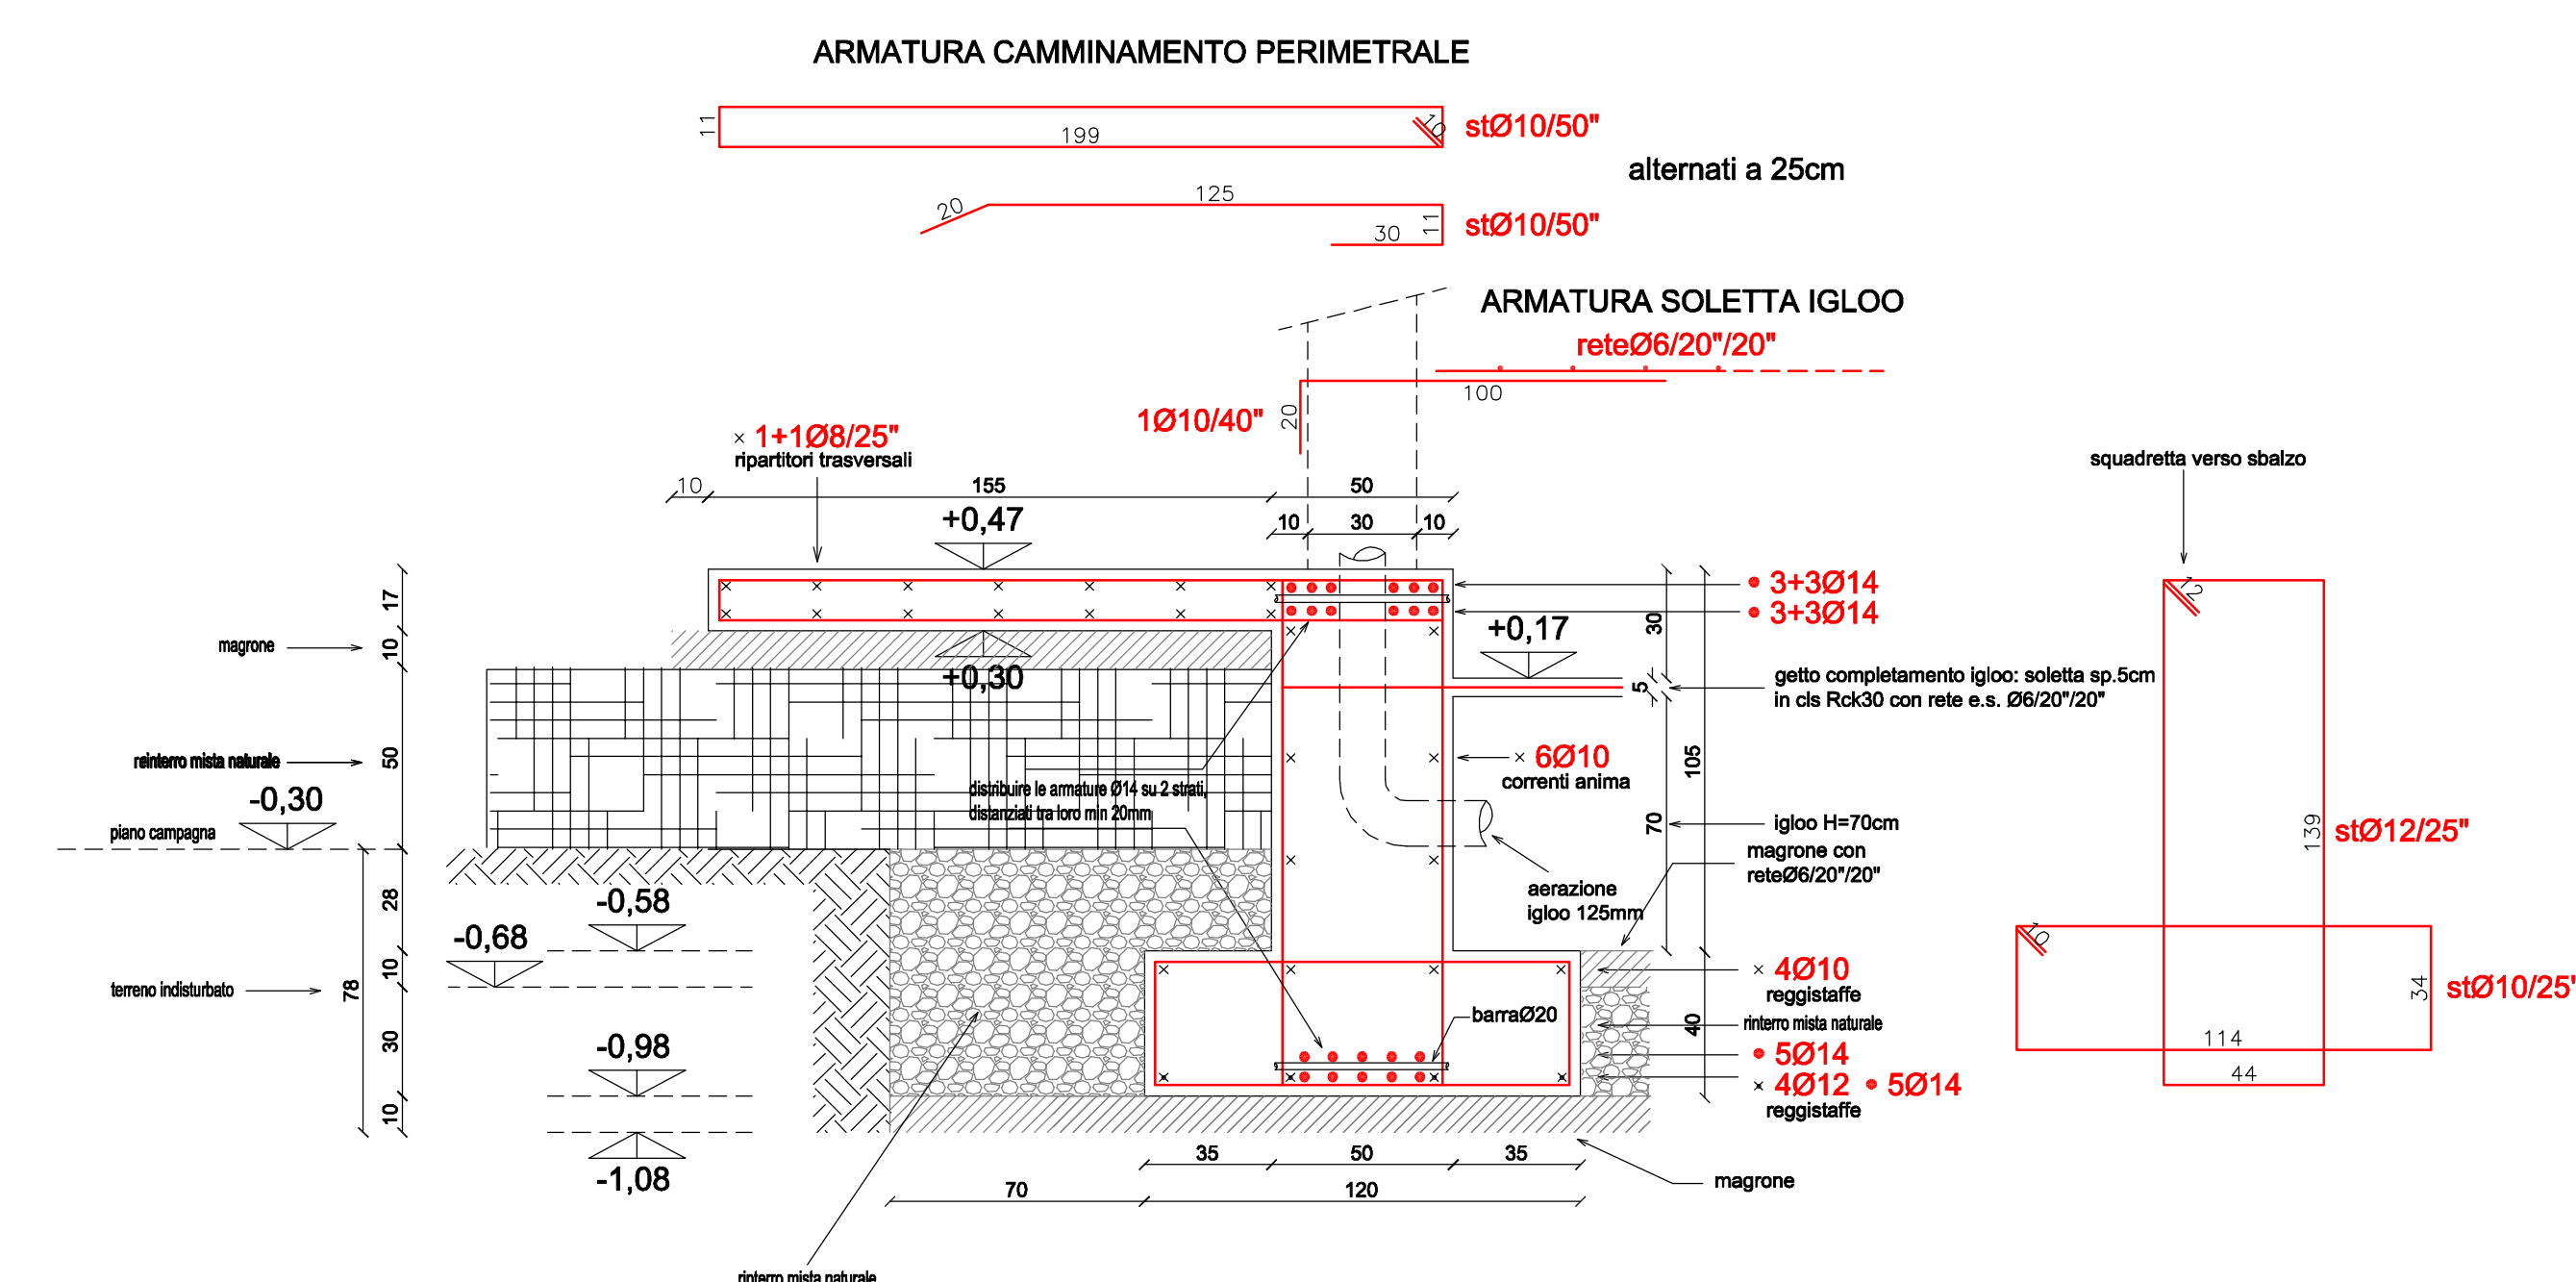 ARMATURA CAMMINAMENTO PERIMETRALE
11
199
10
stØ10/50"
alternati a 25cm
20
125
30
11
stØ10/50"
ARMATURA SOLETTA IGLOO
reteØ6/20"/20"
100
20
1Ø10/40"
× 1+1Ø8/25"
ripartitori trasversali
squadretta verso sbalzo
10
155
50
10
30
10
+0,47
17
10
50
28
10
30
10
78
magrone
+0,30
reinterro mista naturale
-0,30
piano campagna
3+3Ø14
3+3Ø14
+0,17
30
5
70
105
40
getto completamento igloo: soletta sp.5cm
in cls Rck30 con rete e.s. Ø6/20"/20"
× 6Ø10
correnti anima
distribuire le armature Ø14 su 2 strati,
distanziati tra loro min 20mm
igloo H=70cm
magrone con
reteØ6/20"/20"
aerazione
igloo 125mm
-0,58
-0,68
terreno indisturbato
-0,98
-1,08
× 4Ø10
reggistaffe
barraØ20
rinterro mista naturale
5Ø14
× 4Ø12 • 5Ø14
reggistaffe
35
50
35
70
120
magrone
rinterro mista naturale
12
139
stØ12/25"
10
34
stØ10/25"
114
44